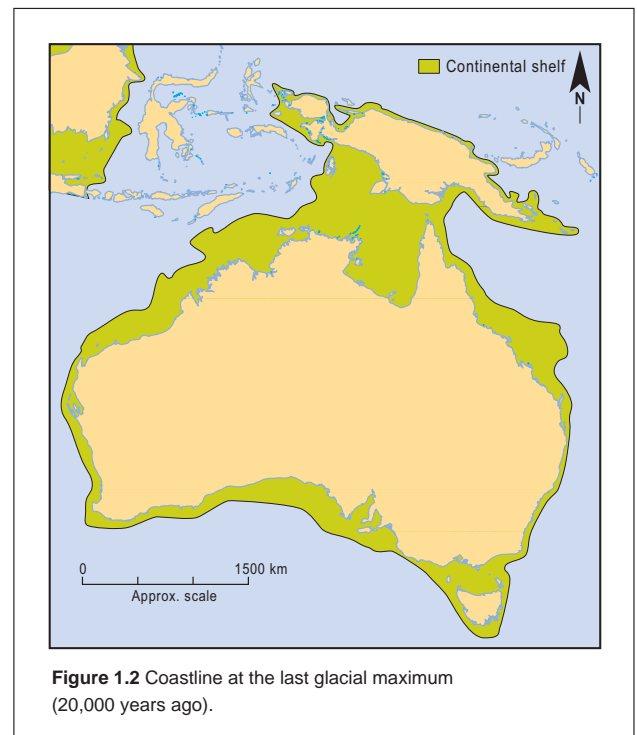 Continental shelf
N
0 1500 km
Approx. scale
Figure 1.2 Coastline at the last glacial maximum
(20,000 years ago).